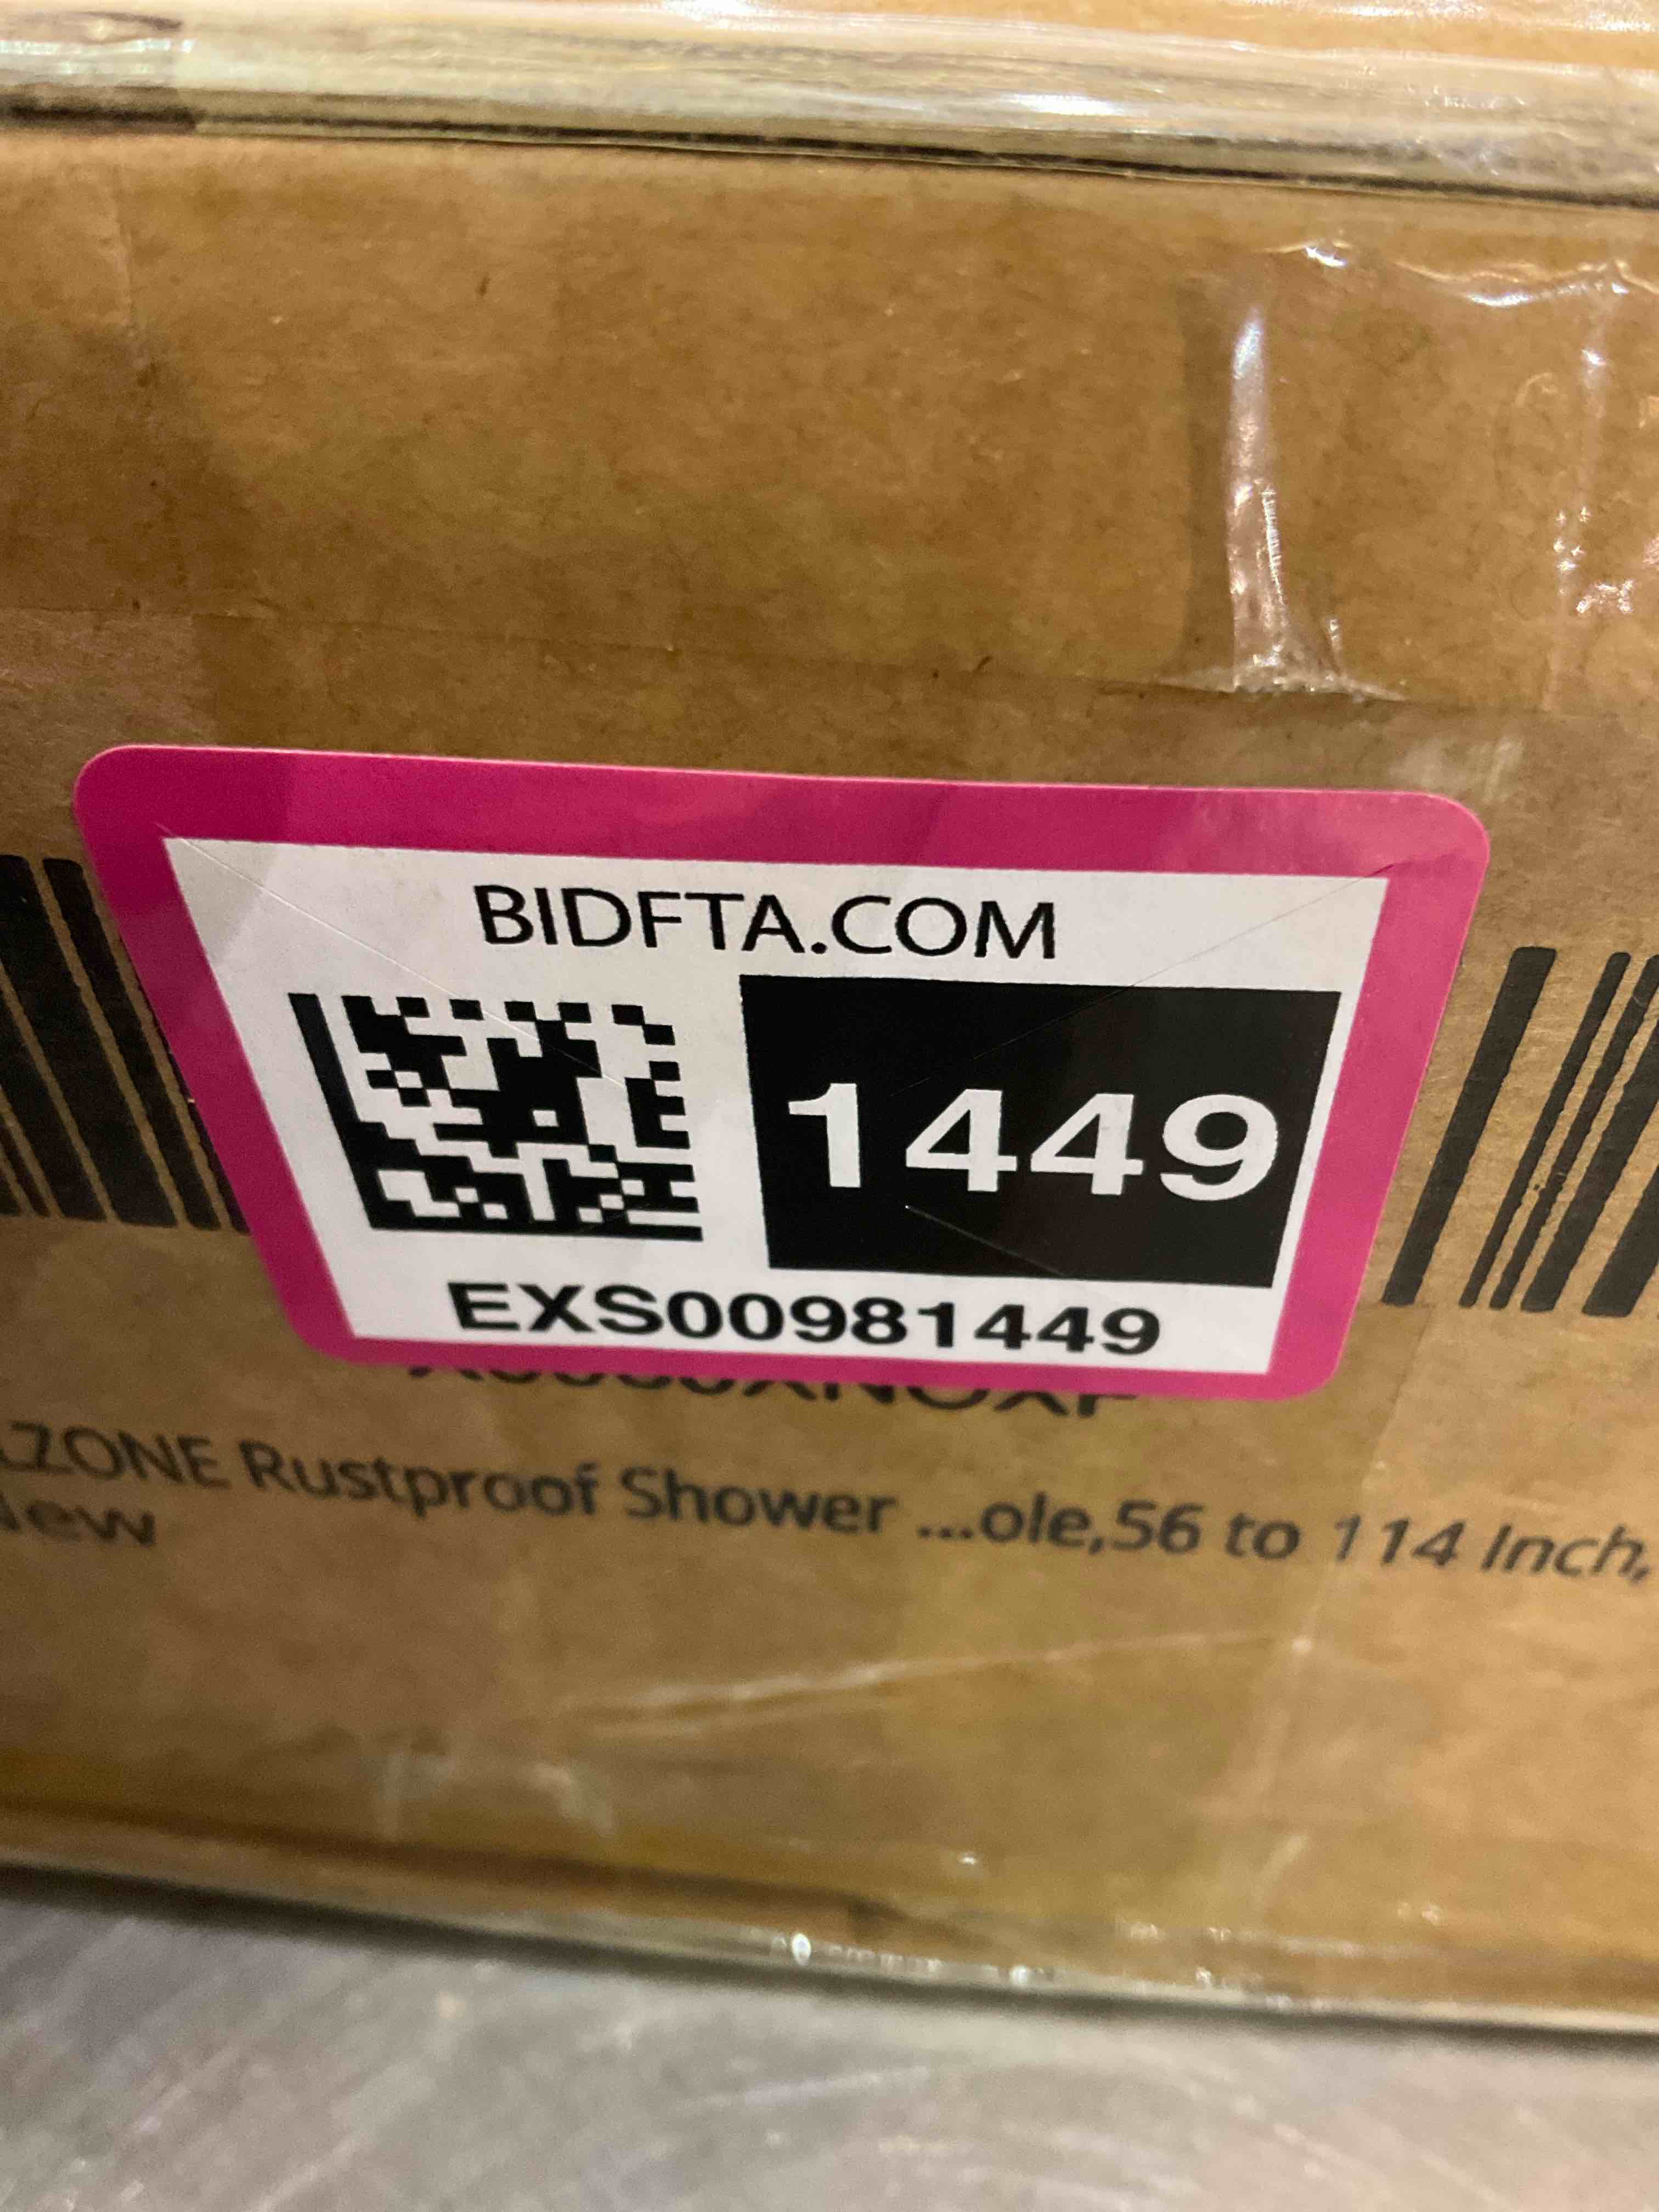 BIDFTA.COM
1449
EXS00981449
ZONE Rustproof Shower ...ole,56 to 114 Inch,